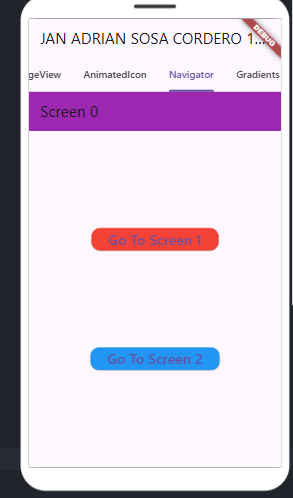 JAN ADRIAN SOSA CORDERO 1...
DEBUG
geView AnimatedIcon Navigator Gradients
Screen 0
Go To Screen 1
Go To Screen 2